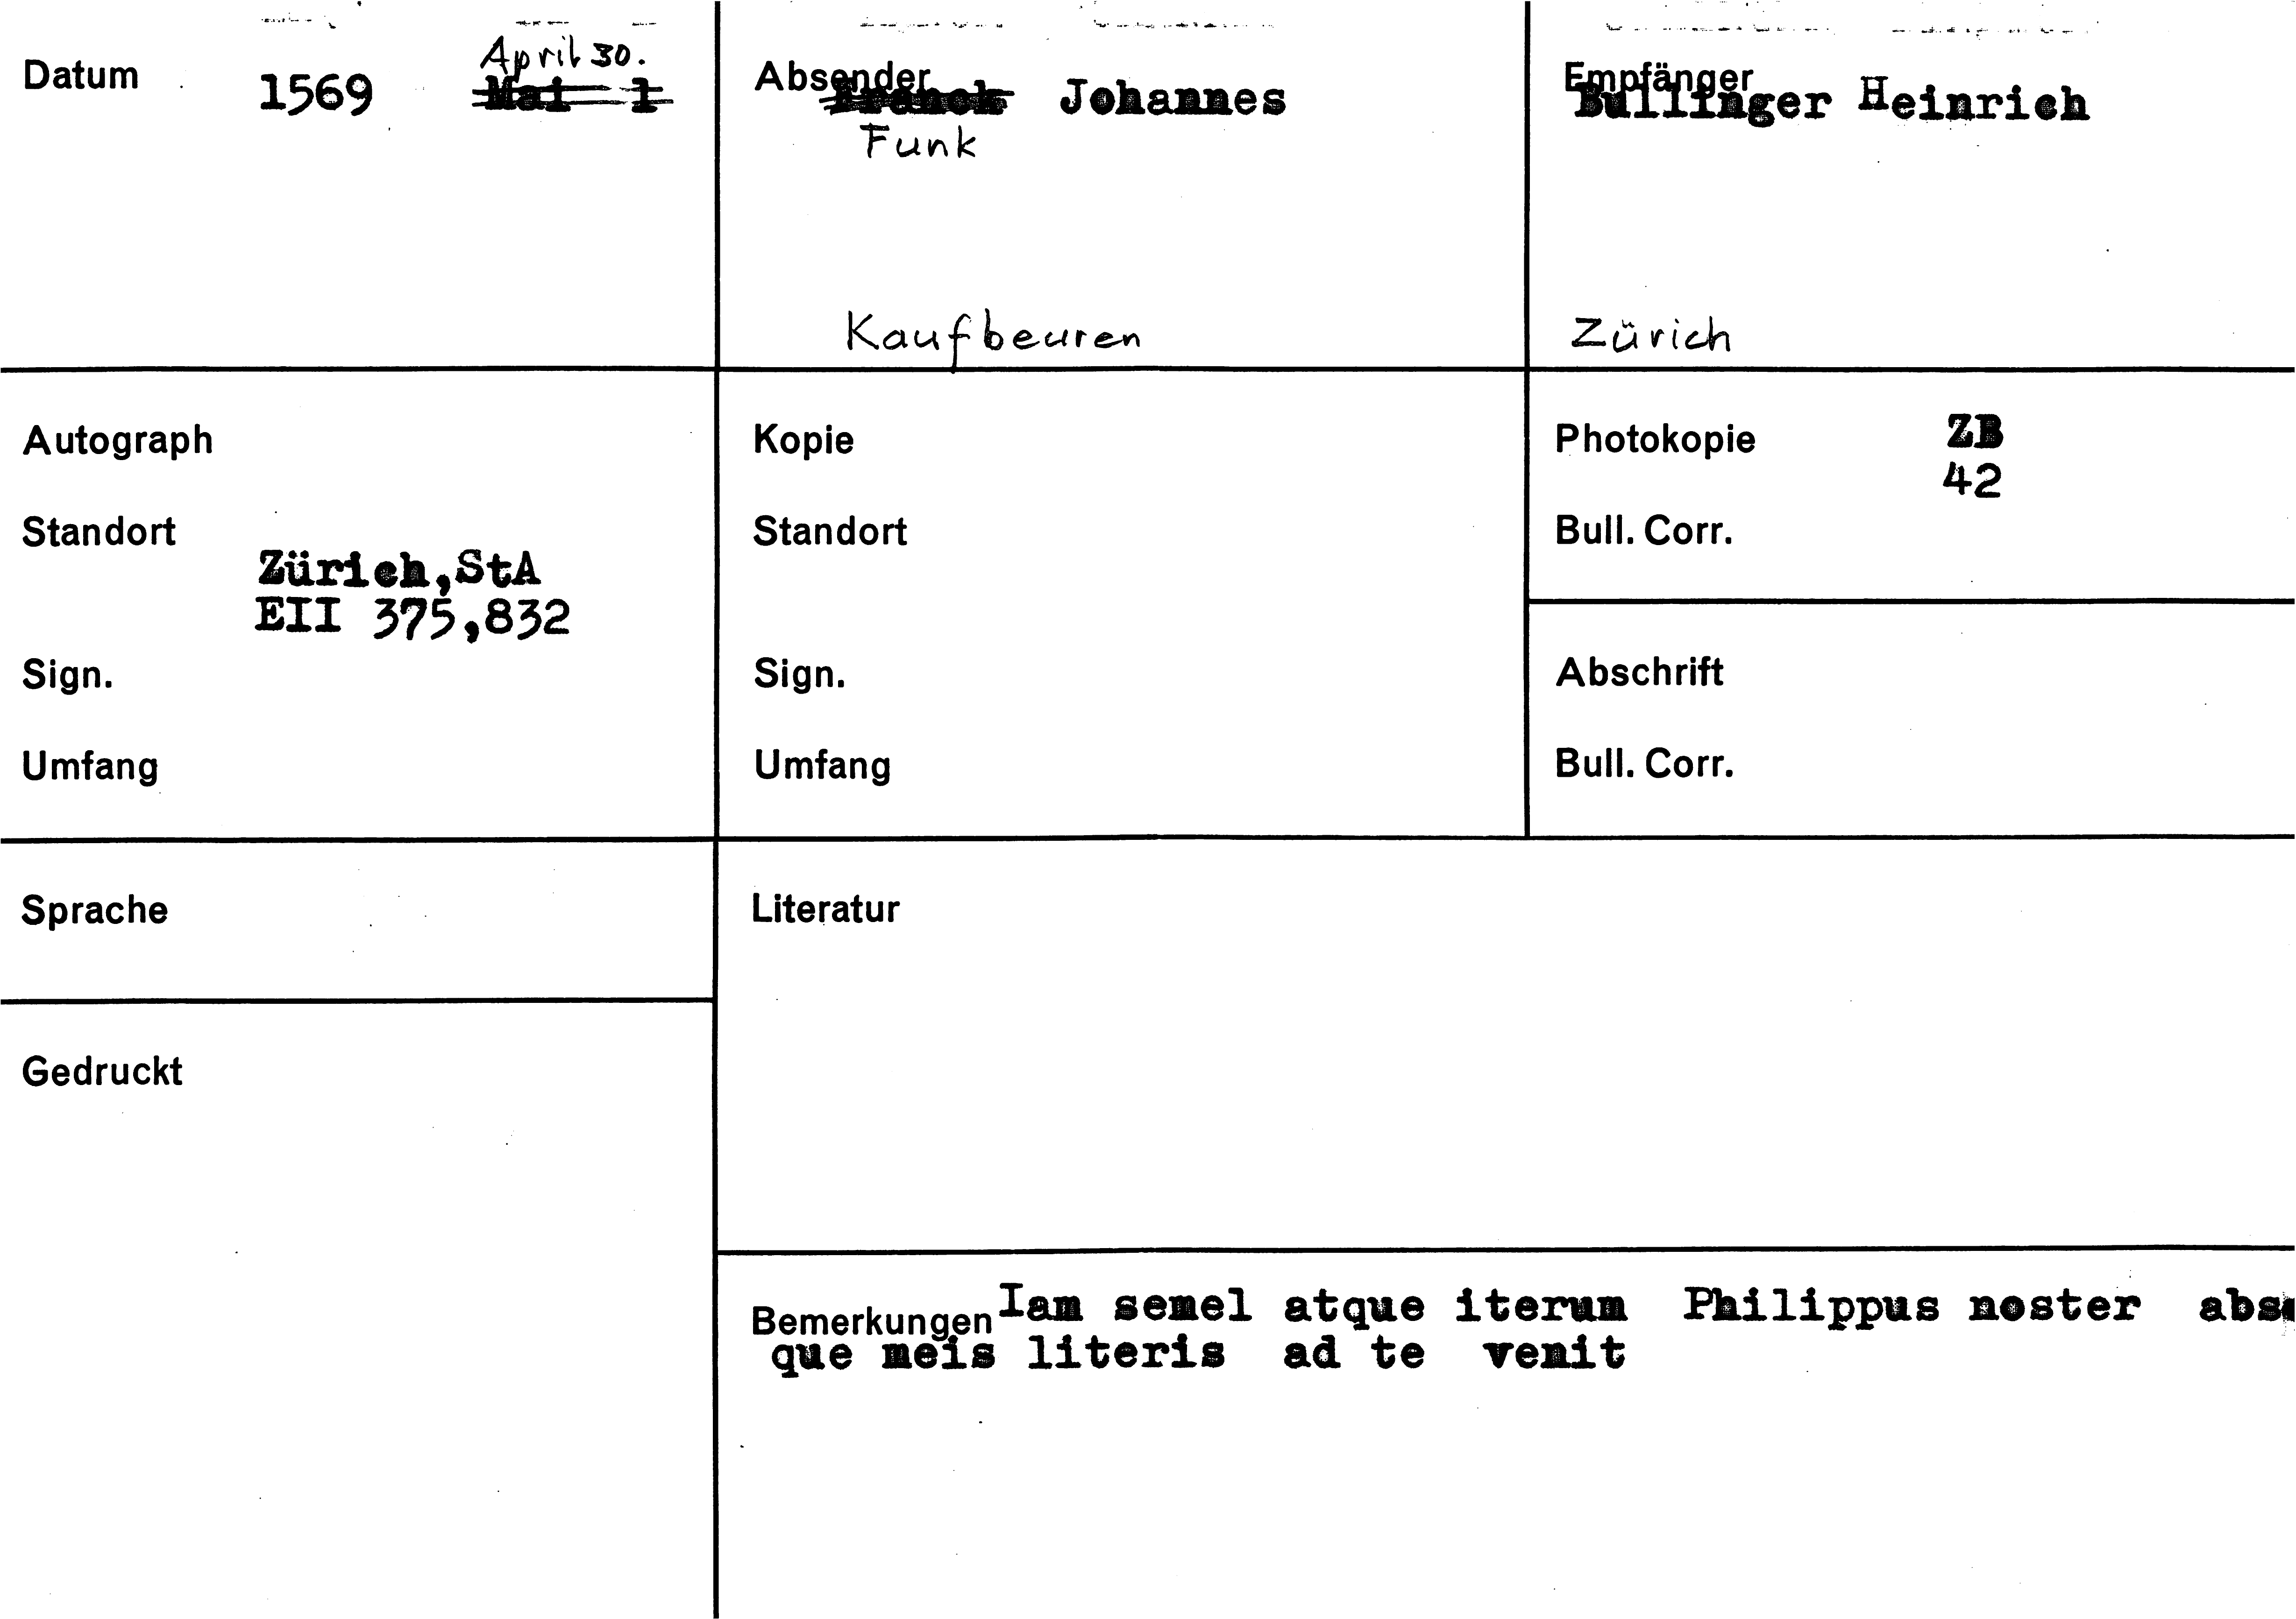 Datum 1569 April 30.
Mai 1
Absender Johannes
Funk
Kaufbeuren
Empfänger
Bullinger Heinrich
Zürich
Autograph
Standort
Zürich,StA
EII 375,832
Sign.
Umfang
Kopie
Standort
Sign.
Umfang
Photokopie ZB
42
Bull. Corr.
Abschrift
Bull. Corr.
Sprache
Literatur
Gedruckt
Bemerkungen Iam semel atque iterum Philippus noster abs
que meis literis ad te venit